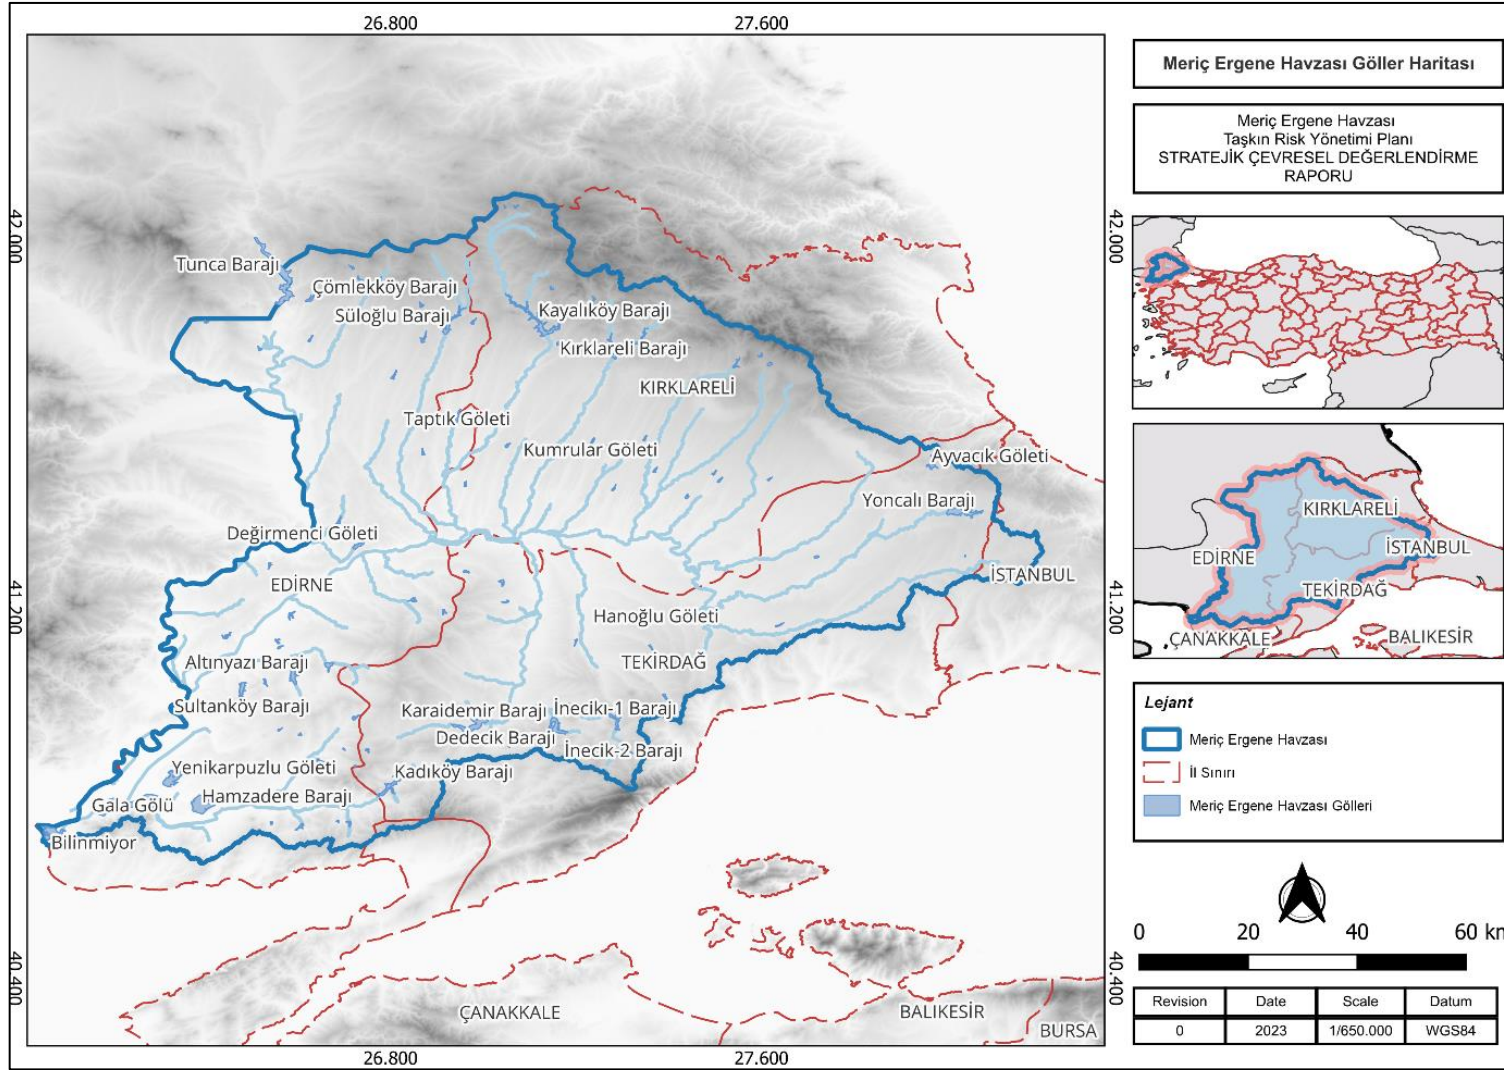 26.800
27.600
42.000
Tunca Barajı
Çömlekköy Barajı
Süloğlu Barajı
Kayalıköy Barajı
Kırklareli Barajı
KIRKLARELİ
Taptık Göleti
Kumrular Göleti
Ayvacık Göleti
Yoncalı Barajı
Değirmenci Göleti
EDİRNE
İSTANBUL
41.200
Hanoğlu Göleti
TEKİRDAĞ
Altınyazı Barajı
Sultanköy Barajı
Karaidemir Barajı
İnecikı-1 Barajı
Dedecik Barajı
İnecik-2 Barajı
Yenikarpuzlu Göleti
Kadıköy Barajı
Gala Gölü
Hamzadere Barajı
Bilinmiyor
40.400
ÇANAKKALE
BALIKESİR
BURSA
26.800
27.600
42.000
41.200
40.400
Meriç Ergene Havzası Göller Haritası
Meriç Ergene Havzası
Taşkın Risk Yönetimi Planı
STRATEJİK ÇEVRESEL DEĞERLENDİRME
RAPORU
KIRKLARELİ
EDİRNE
İSTANBUL
TEKİRDAĞ
ÇANAKKALE
BALIKESİR
Lejant
Meriç Ergene Havzası
İl Sınırı
Meriç Ergene Havzası Gölleri
0 20 40 60 km
Revision Date Scale Datum
0 2023 1/650.000 WGS84